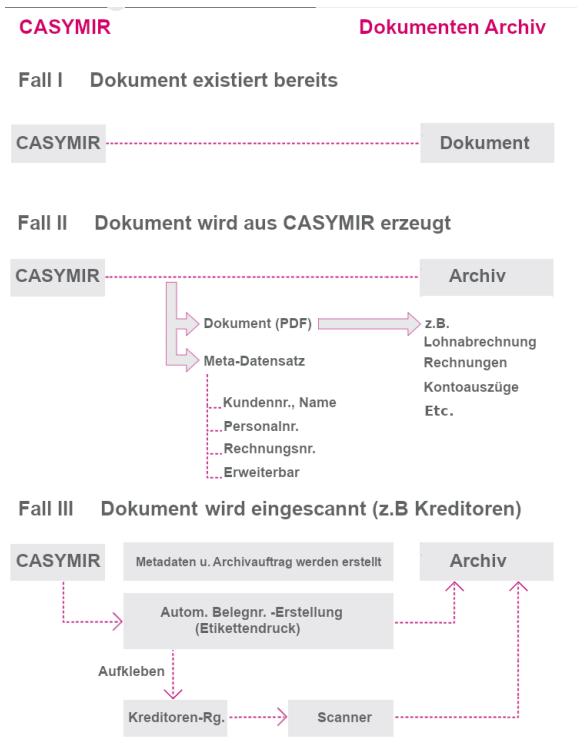 CASYMIR Dokumenten Archiv
Fall I Dokument existiert bereits
CASYMIR Dokument
Fall II Dokument wird aus CASYMIR erzeugt
CASYMIR Archiv
Dokument (PDF) z.B.
Lohnabrechnung
Meta-Datensatz Rechnungen
Kontoauszüge
Kundennr., Name
Etc.
Personalnr.
Rechnungsnr.
Erweiterbar
Fall III Dokument wird eingescannt (z.B Kreditoren)
CASYMIR Metadaten u. Archivauftrag werden erstellt Archiv
Autom. Belegnr. -Erstellung
(Etikettendruck)
Aufkleben
Kreditoren-Rg. Scanner